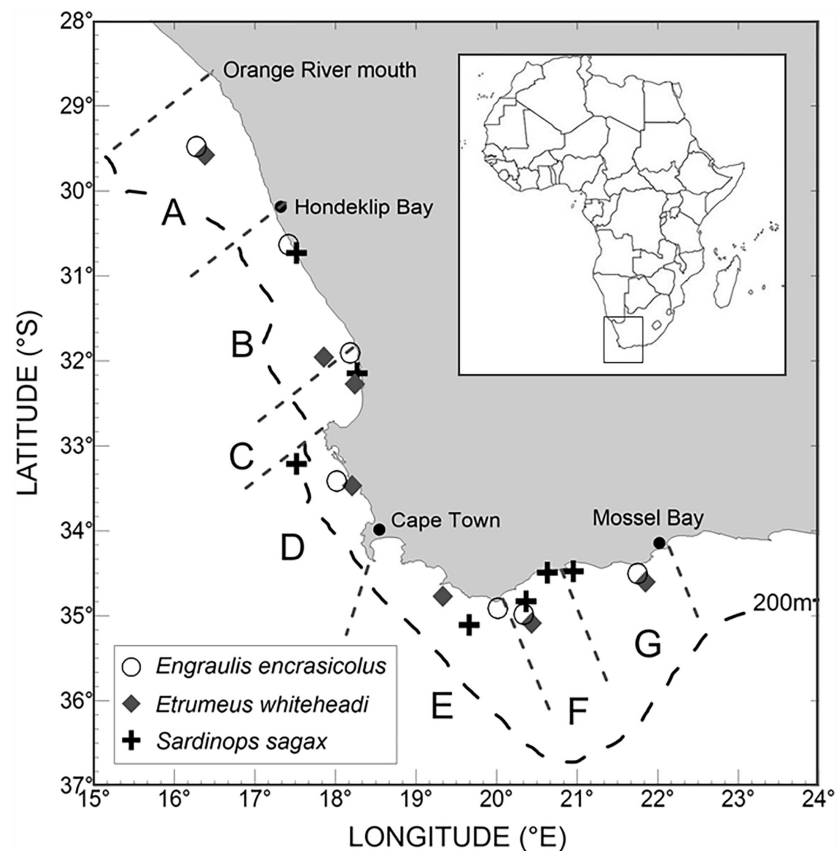 28°
Orange River mouth
29°
30°
A
Hondeklip Bay
31°
B
32°
33°
C
34°
Cape Town
Mossel Bay
D
35°
200m
G
Engraulis encrasicolus
Etrumeus whiteheadi
Sardinops sagax
36°
E
F
37°
15°
16°
17°
18°
19°
20°
21°
22°
23°
24°
LATITUDE (°S)
LONGITUDE (°E)